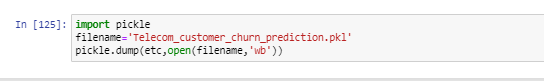 In [125]: import pickle
filename='Telecom_customer_churn_prediction.pkl'
pickle.dump(etc,open(filename,'wb'))